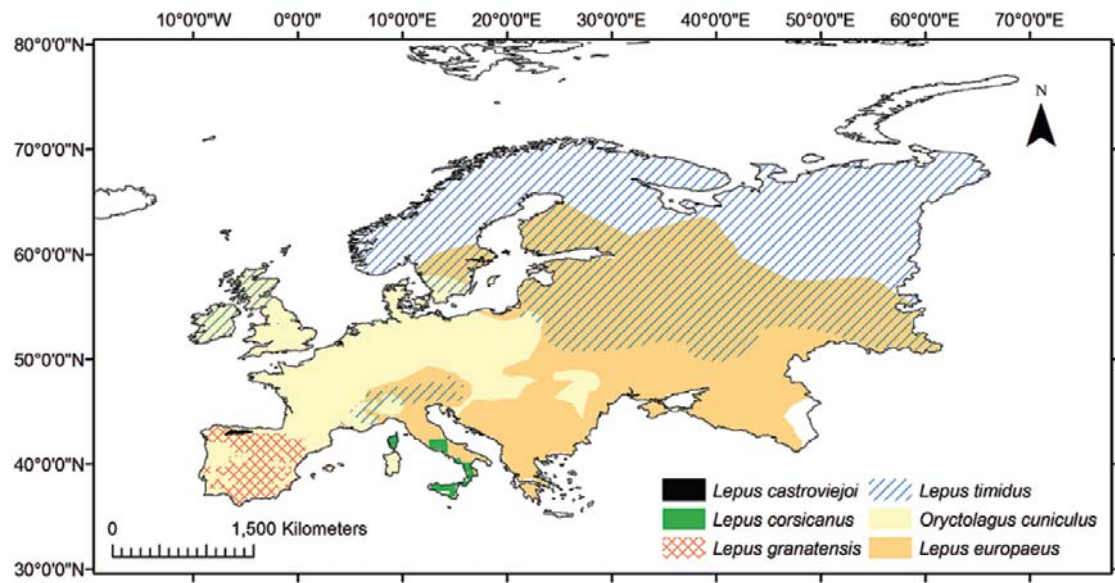 10°0'0"W 0°0'0" 10°0'0"E 20°0'0"E 30°0'0"E 40°0'0"E 50°0'0"E 60°0'0"E 70°0'0"E
80°0'0"N
N
70°0'0"N
60°0'0"N
50°0'0"N
40°0'0"N
30°0'0"N
0 1,500 Kilometers
Lepus castroviejoi Lepus timidus
Lepus corsicanus Oryctolagus cuniculus
Lepus granatensis Lepus europaeus